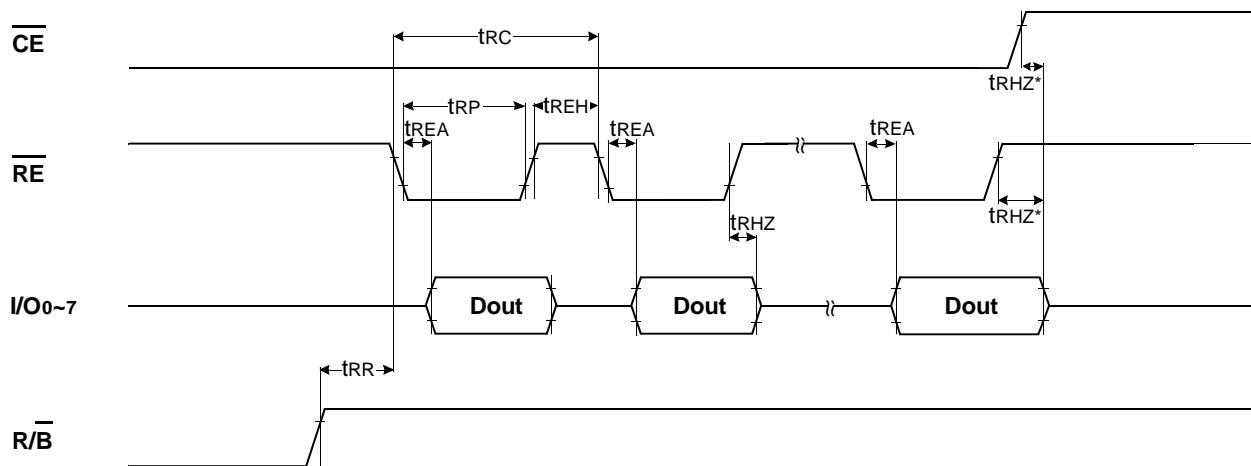 CE
tRC
tRHZ*
tRP
tREH
tREA
tREA
tREA
RE
tRHZ
tRHZ*
I/O0~7
Dout
Dout
Dout
tRR
R/B